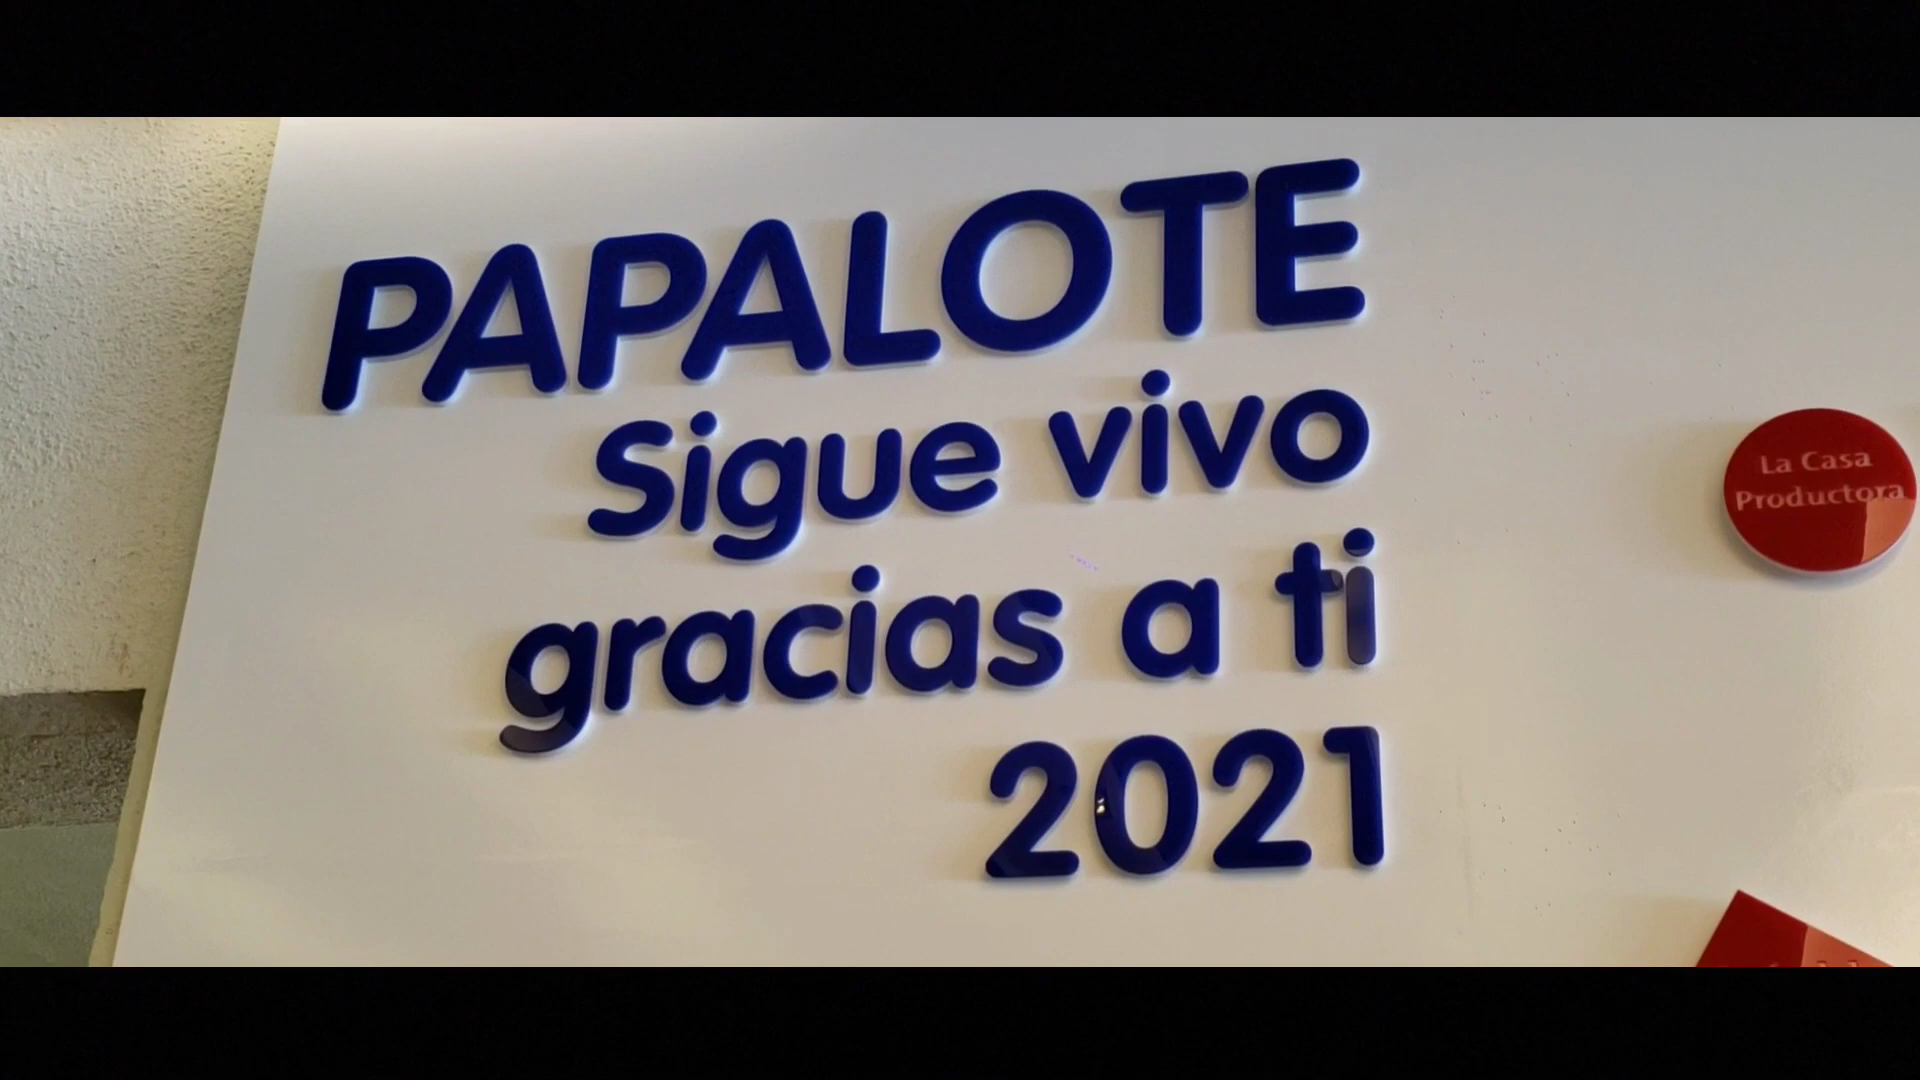 PAPALOTE
Sigue vivo
gracias a ti
2021
La Casa
Productora